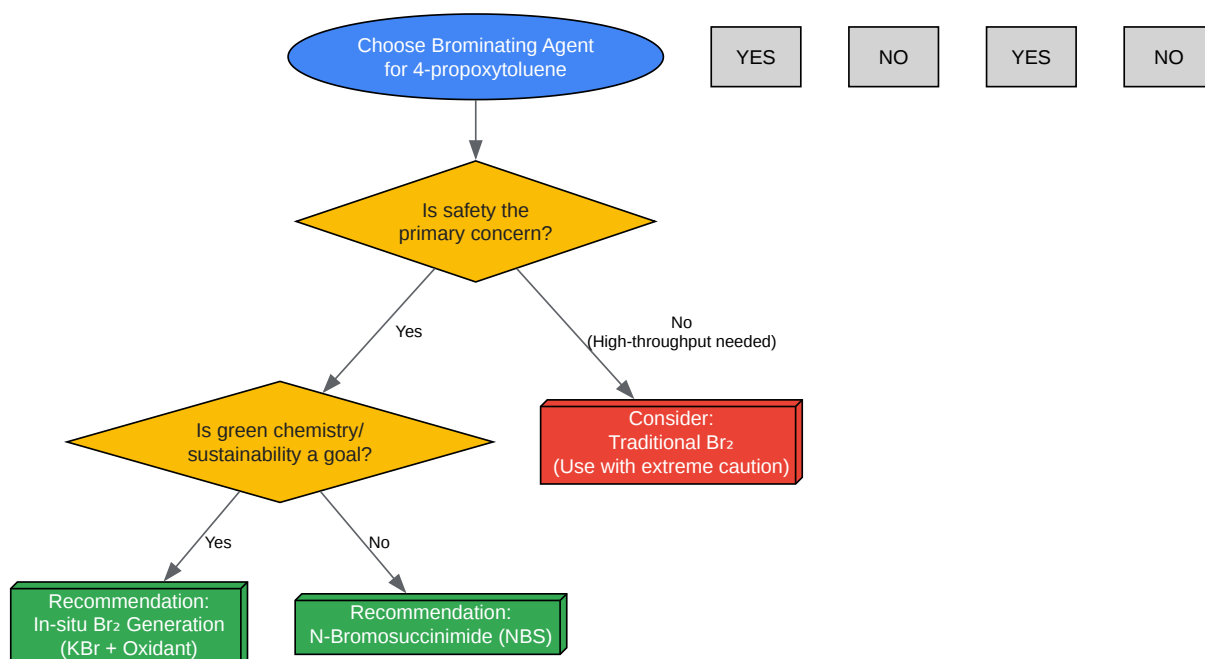 Choose Brominating Agent
for 4-propoxytoluene
YES
NO
YES
NO
Is safety the
primary concern?
Yes
No
(High-throughput needed)
Is green chemistry/
sustainability a goal?
Consider:
Traditional Br₂
(Use with extreme caution)
Yes
No
Recommendation:
In-situ Br₂ Generation
(KBr + Oxidant)
Recommendation:
N-Bromosuccinimide (NBS)